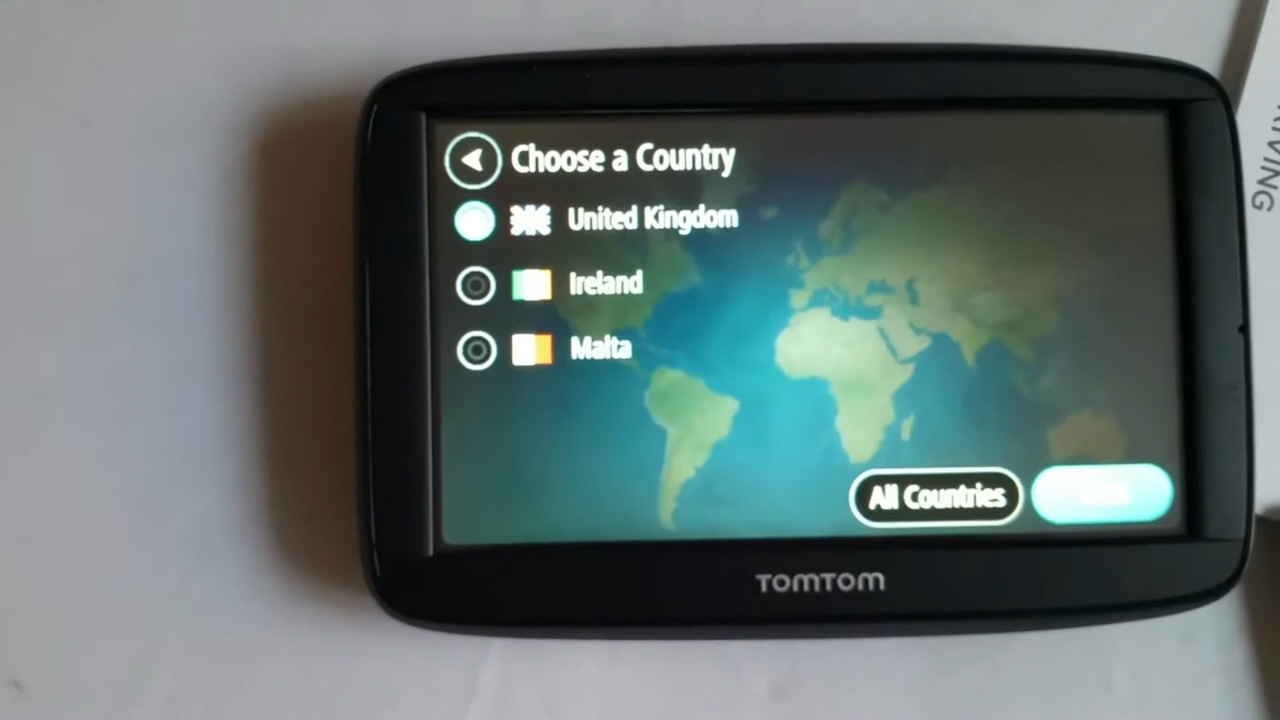 Choose a Country
United Kingdom
Ireland
Malta
All Countries
TOMTOM